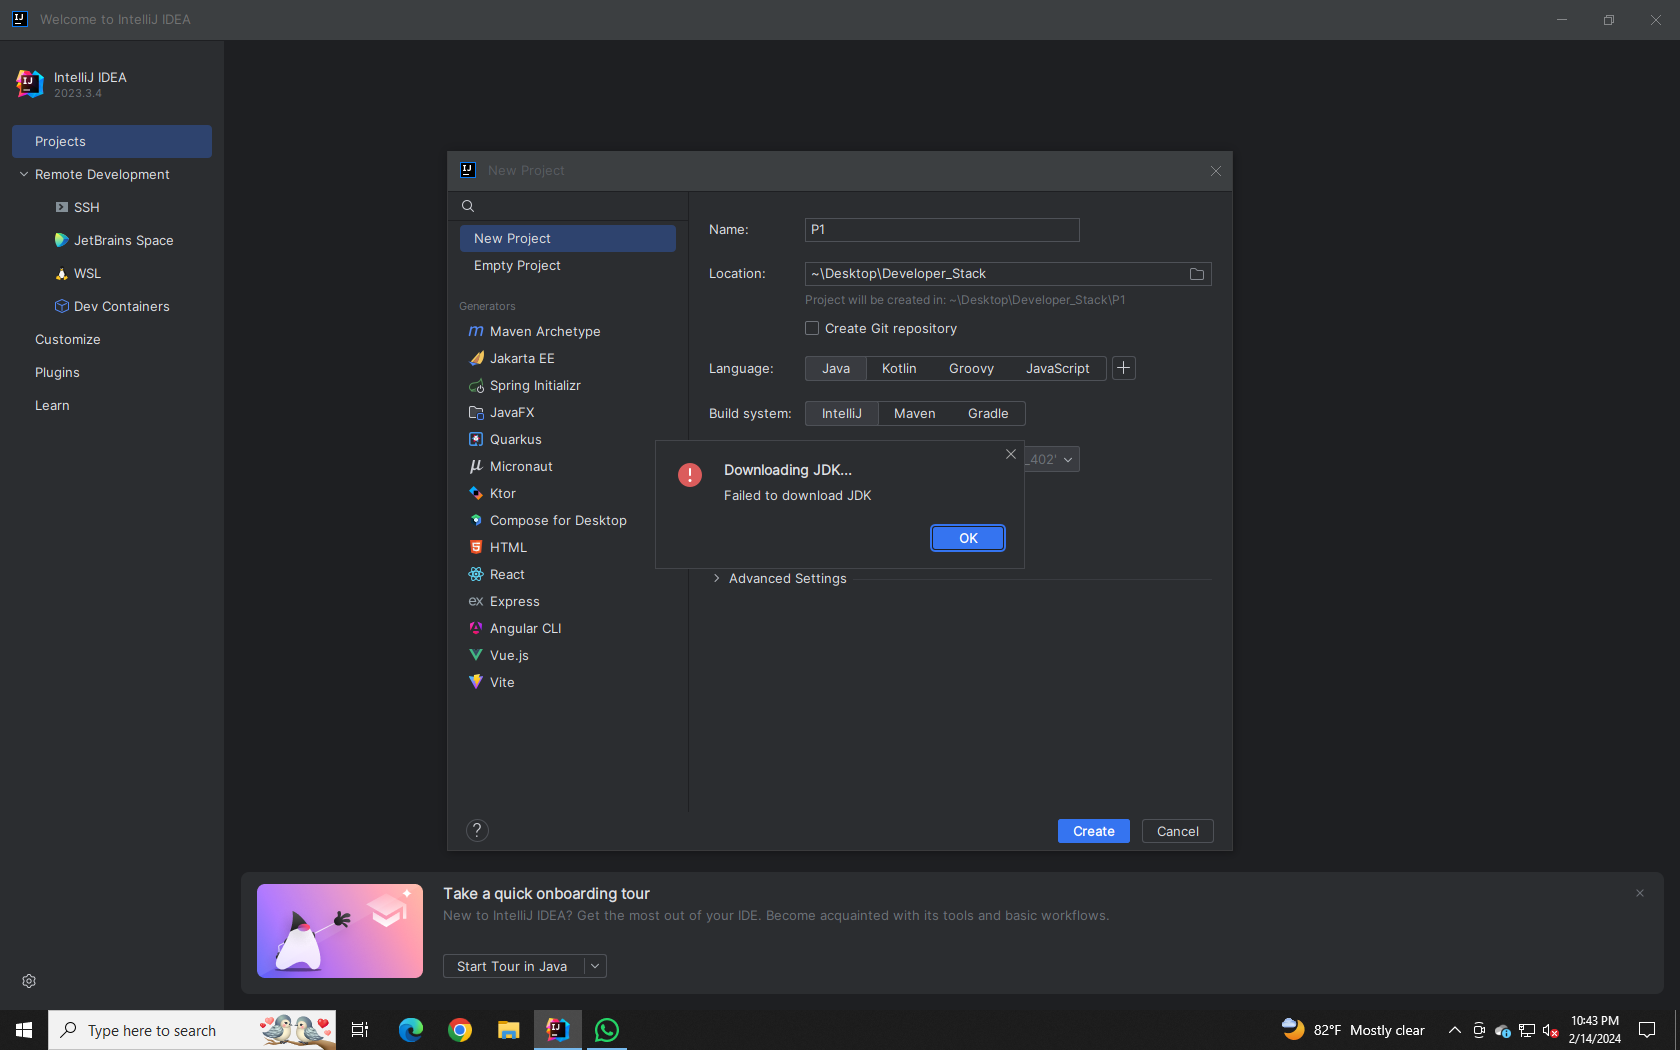 Welcome to IntelliJ IDEA
IntelliJ IDEA
2023.3.4
Projects
Remote Development
SSH
JetBrains Space
WSL
Dev Containers
Customize
Plugins
Learn
New Project
New Project
Empty Project
Generators
Maven Archetype
Jakarta EE
Spring Initializr
JavaFX
Quarkus
Micronaut
Ktor
Compose for Desktop
HTML
React
Express
Angular CLI
Vue.js
Vite
Name: P1
Location: ~\Desktop\Developer_Stack
Project will be created in: ~\Desktop\Developer_Stack\P1
Create Git repository
Language: Java Kotlin Groovy JavaScript
Build system: IntelliJ Maven Gradle
_402'
Downloading JDK...
Failed to download JDK
OK
Advanced Settings
? Create Cancel
Take a quick onboarding tour
New to IntelliJ IDEA? Get the most out of your IDE. Become acquainted with its tools and basic workflows.
Start Tour in Java
Type here to search
82°F Mostly clear
10:43 PM
2/14/2024